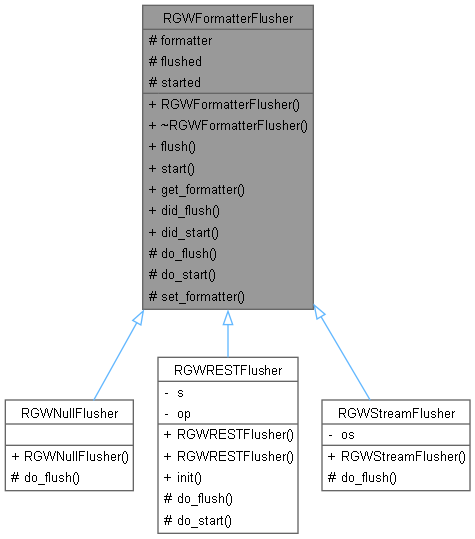 RGWFormatterFlusher
# formatter
# flushed
# started
+ RGWFormatterFlusher()
+ ~RGWFormatterFlusher()
+ flush()
+ start()
+ get_formatter()
+ did_flush()
+ did_start()
# do_flush()
# do_start()
# set_formatter()
RGWNullFlusher
+ RGWNullFlusher()
# do_flush()
RGWRESTFlusher
- s
- op
+ RGWRESTFlusher()
+ RGWRESTFlusher()
+ init()
# do_flush()
# do_start()
RGWStreamFlusher
- os
+ RGWStreamFlusher()
# do_flush()